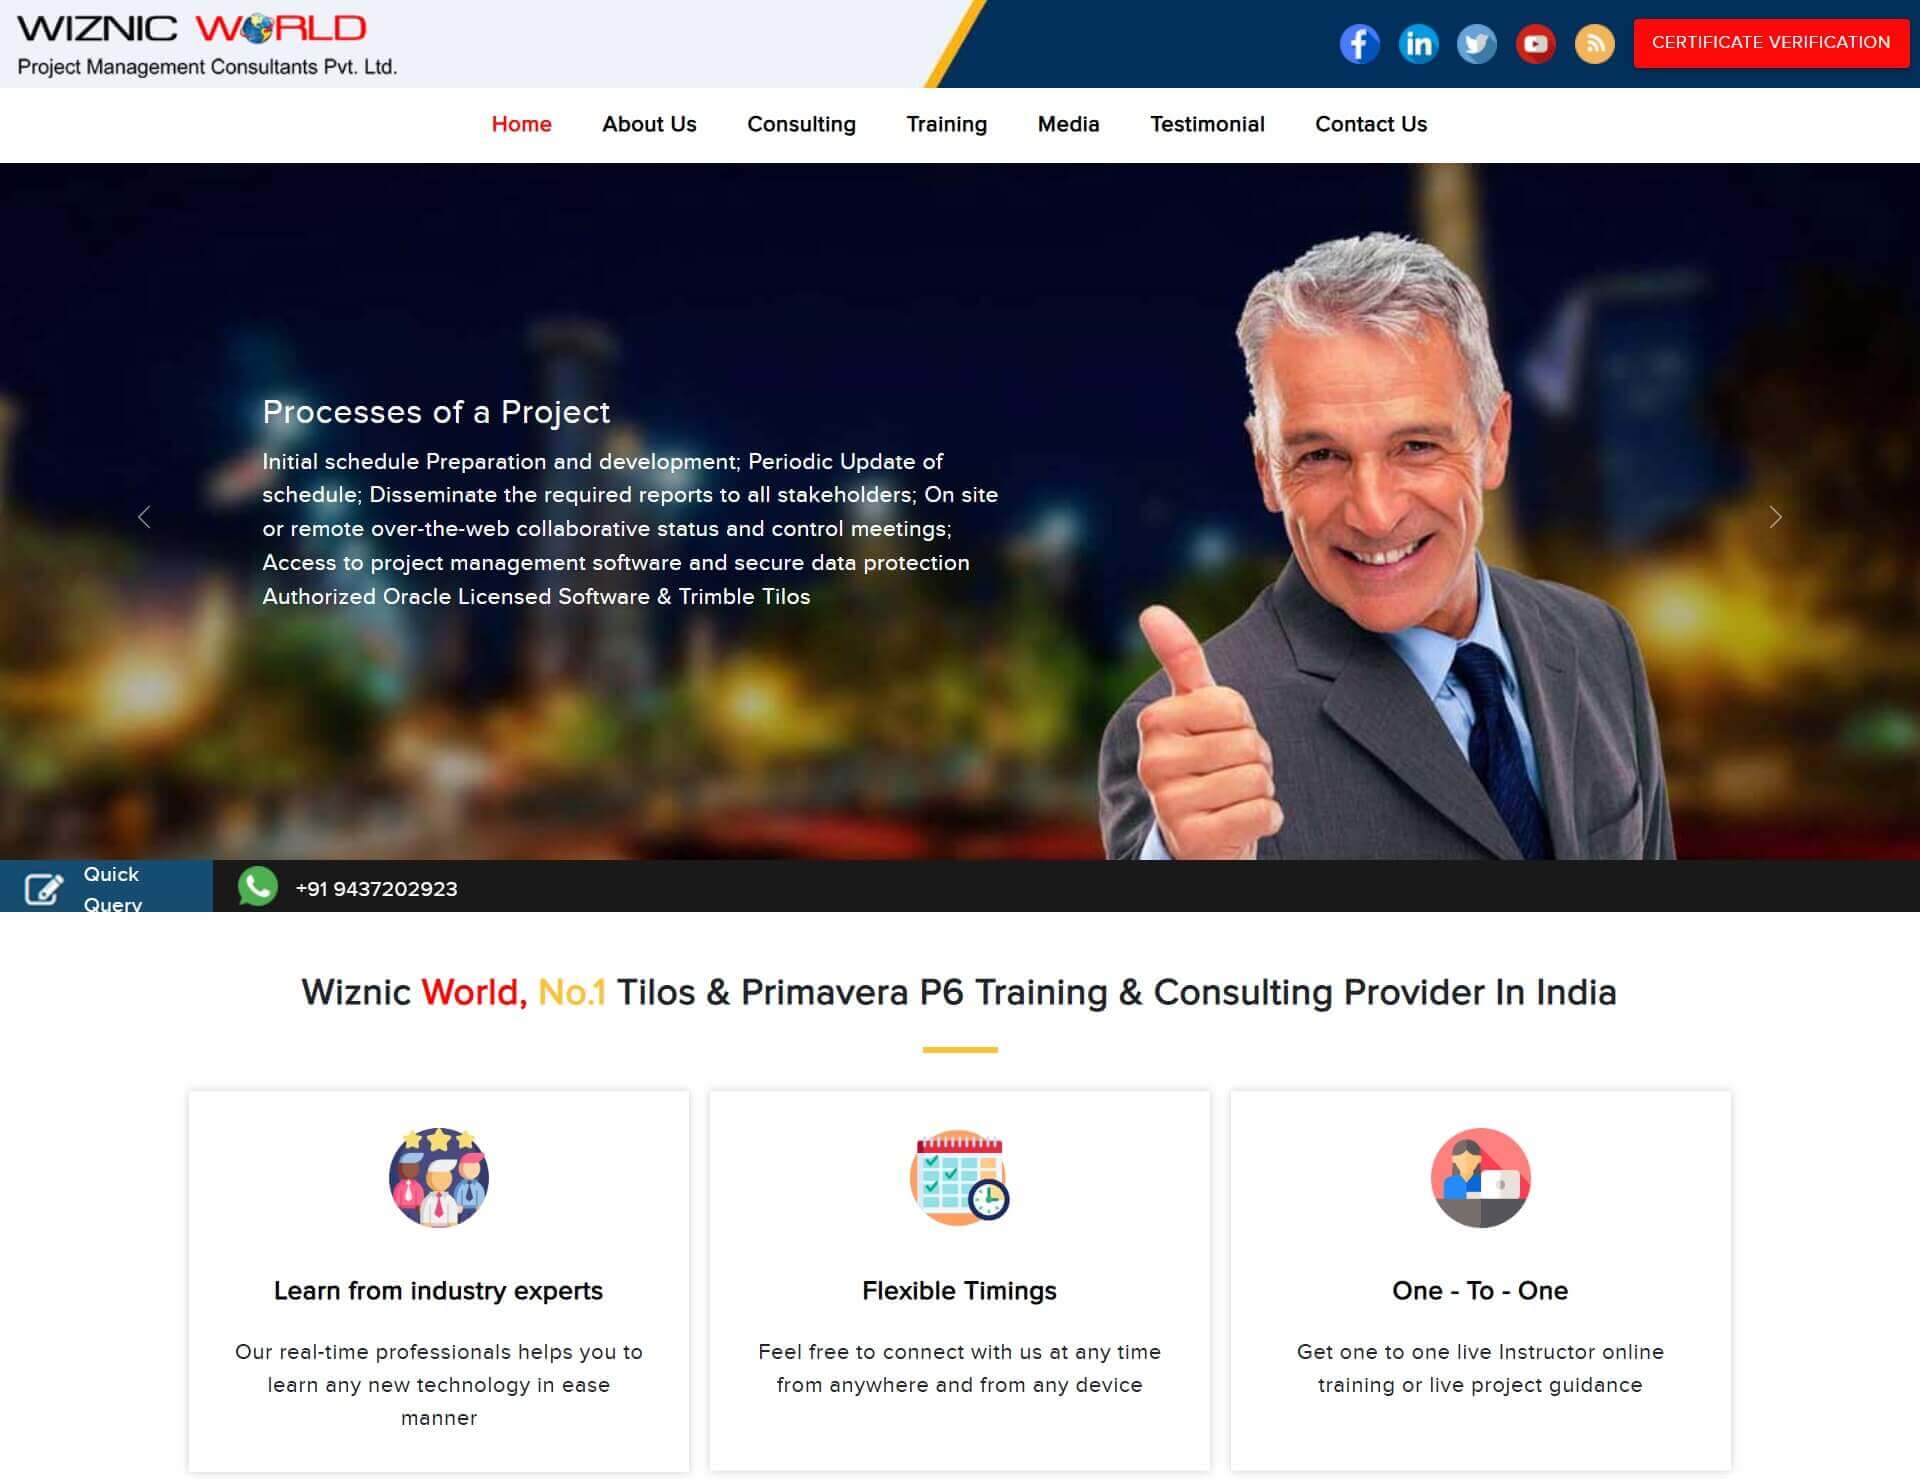 WIZNIC WORLD
Project Management Consultants Pvt. Ltd.
CERTIFICATE VERIFICATION
Home About Us Consulting Training Media Testimonial Contact Us
Processes of a Project
Initial schedule Preparation and development; Periodic Update of
schedule; Disseminate the required reports to all stakeholders; On site
or remote over-the-web collaborative status and control meetings;
Access to project management software and secure data protection
Authorized Oracle Licensed Software & Trimble Tilos
Quick
Query
+91 9437202923
Wiznic World, No.1 Tilos & Primavera P6 Training & Consulting Provider In India
Learn from industry experts
Our real-time professionals helps you to
learn any new technology in ease
manner
Flexible Timings
Feel free to connect with us at any time
from anywhere and from any device
One - To - One
Get one to one live Instructor online
training or live project guidance